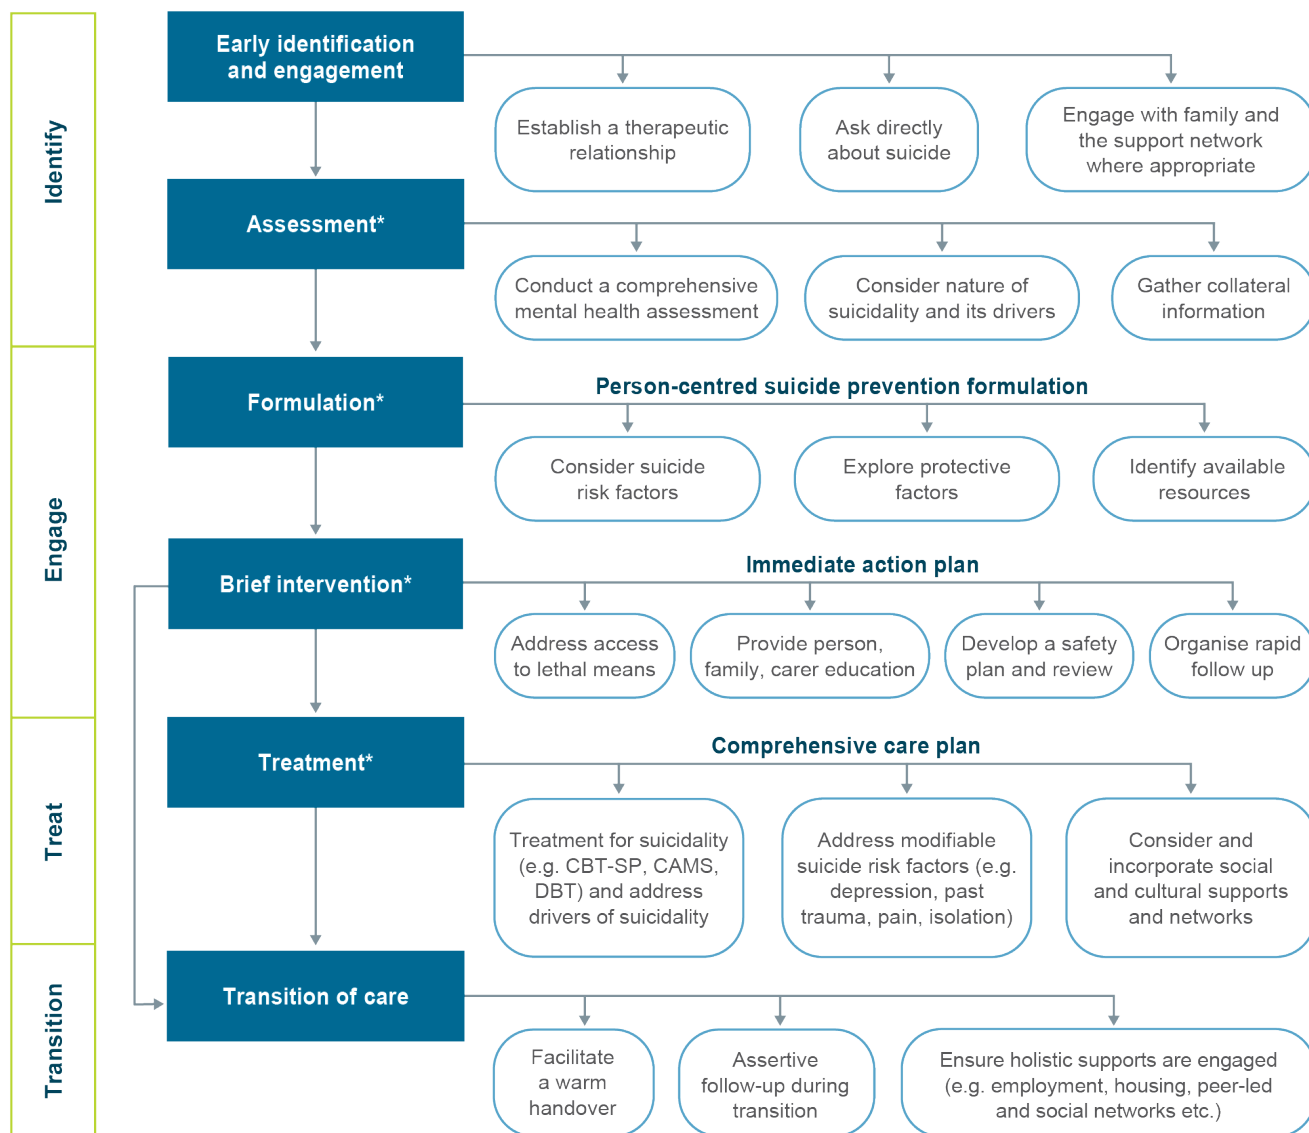 Identify
Early identification
and engagement
Establish a therapeutic
relationship
Ask directly
about suicide
Engage with family and
the support network
where appropriate
Assessment*
Conduct a comprehensive
mental health assessment
Consider nature of
suicidality and its drivers
Gather collateral
information
Engage
Formulation*
Person-centred suicide prevention formulation
Consider suicide
risk factors
Explore protective
factors
Identify available
resources
Brief intervention*
Immediate action plan
Address access
to lethal means
Provide person,
family, carer education
Develop a safety
plan and review
Organise rapid
follow up
Treat
Treatment*
Comprehensive care plan
Treatment for suicidality
(e.g. CBT-SP, CAMS,
DBT) and address
drivers of suicidality
Address modifiable
suicide risk factors (e.g.
depression, past
trauma, pain, isolation)
Consider and
incorporate social
and cultural supports
and networks
Transition
Transition of care
Facilitate
a warm
handover
Assertive
follow-up during
transition
Ensure holistic supports are engaged
(e.g. employment, housing, peer-led
and social networks etc.)